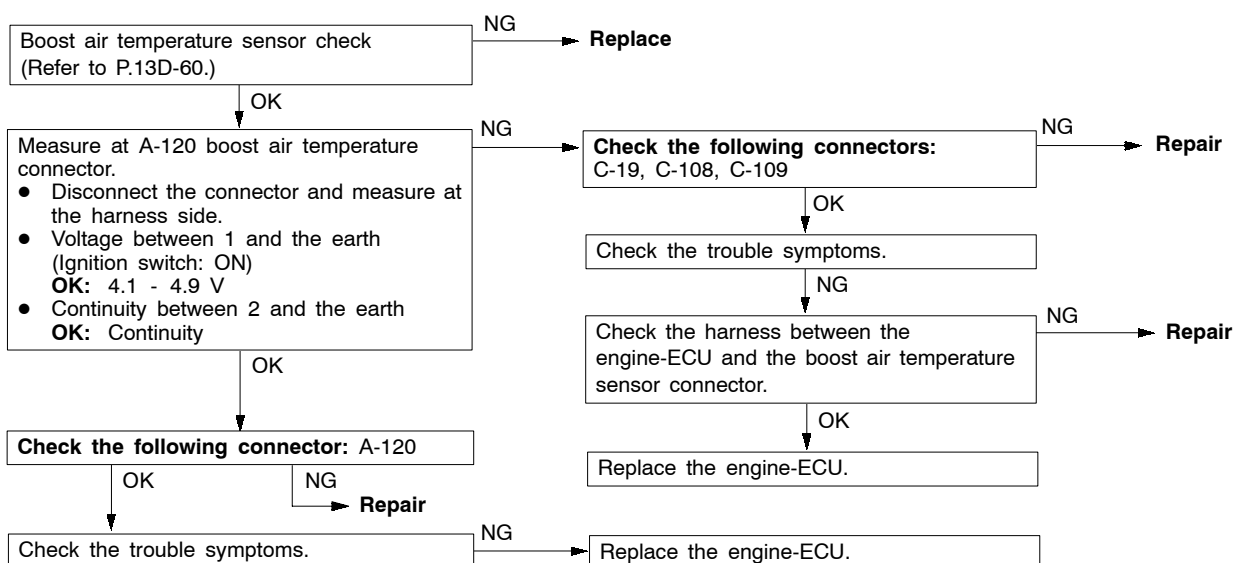 Boost air temperature sensor check
(Refer to P.13D-60.)
NG
Replace
OK
Measure at A-120 boost air temperature
connector.
● Disconnect the connector and measure at
the harness side.
● Voltage between 1 and the earth
(Ignition switch: ON)
OK: 4.1 - 4.9 V
● Continuity between 2 and the earth
OK: Continuity
NG
Check the following connectors:
C-19, C-108, C-109
NG
Repair
OK
Check the trouble symptoms.
NG
Check the harness between the
engine-ECU and the boost air temperature
sensor connector.
NG
Repair
OK
Replace the engine-ECU.
OK
Check the following connector: A-120
OK
NG
Repair
Check the trouble symptoms.
NG
Replace the engine-ECU.